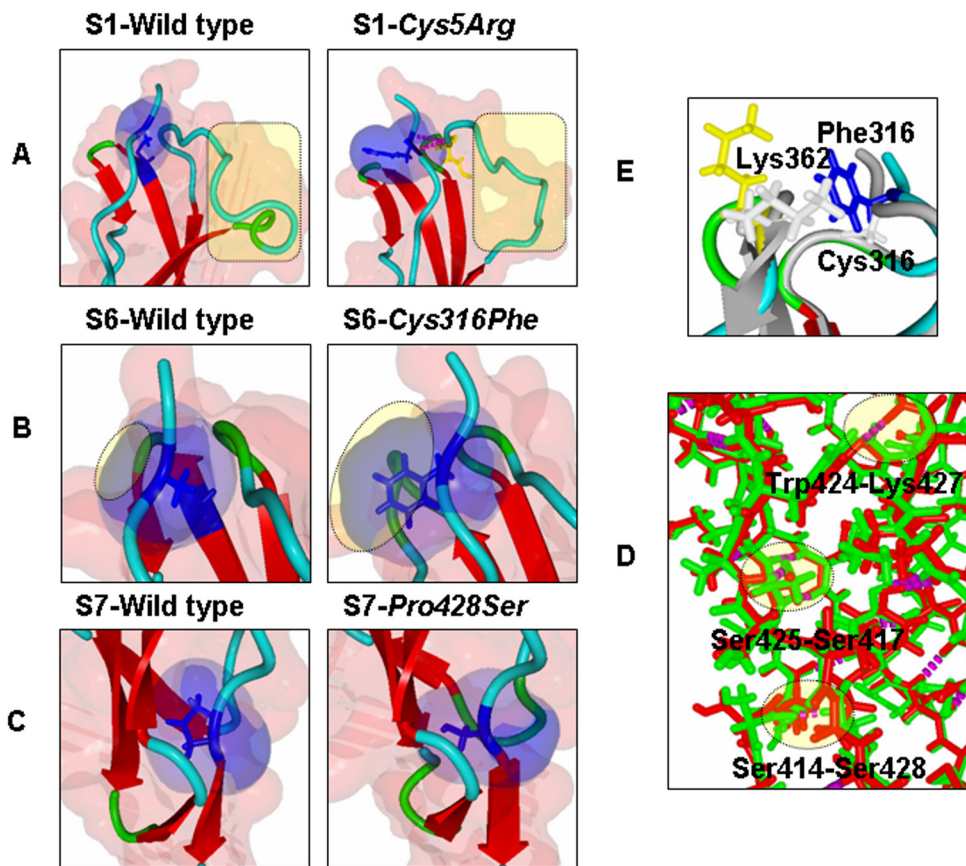 S1-Wild type
S1-Cys5Arg
A
S6-Wild type
S6-Cys316Phe
B
S7-Wild type
S7-Pro428Ser
C
E
Phe316
Lys362
Cys316
D
Trp424-Lys427
Ser425-Ser417
Ser414-Ser428